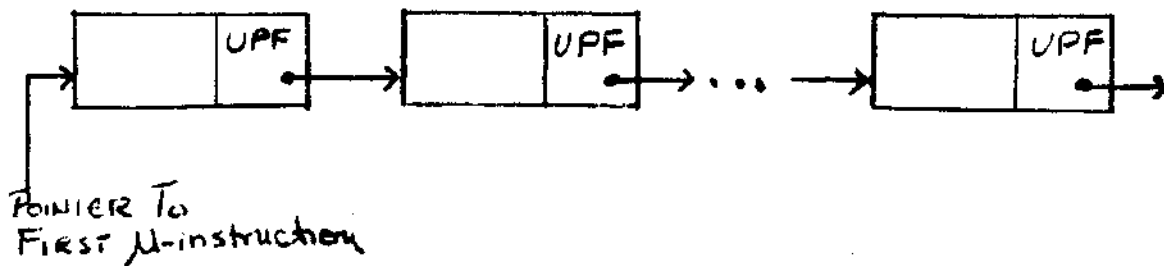 UPF
UPF
UPF
...
POINTER TO
FIRST μ-instruction